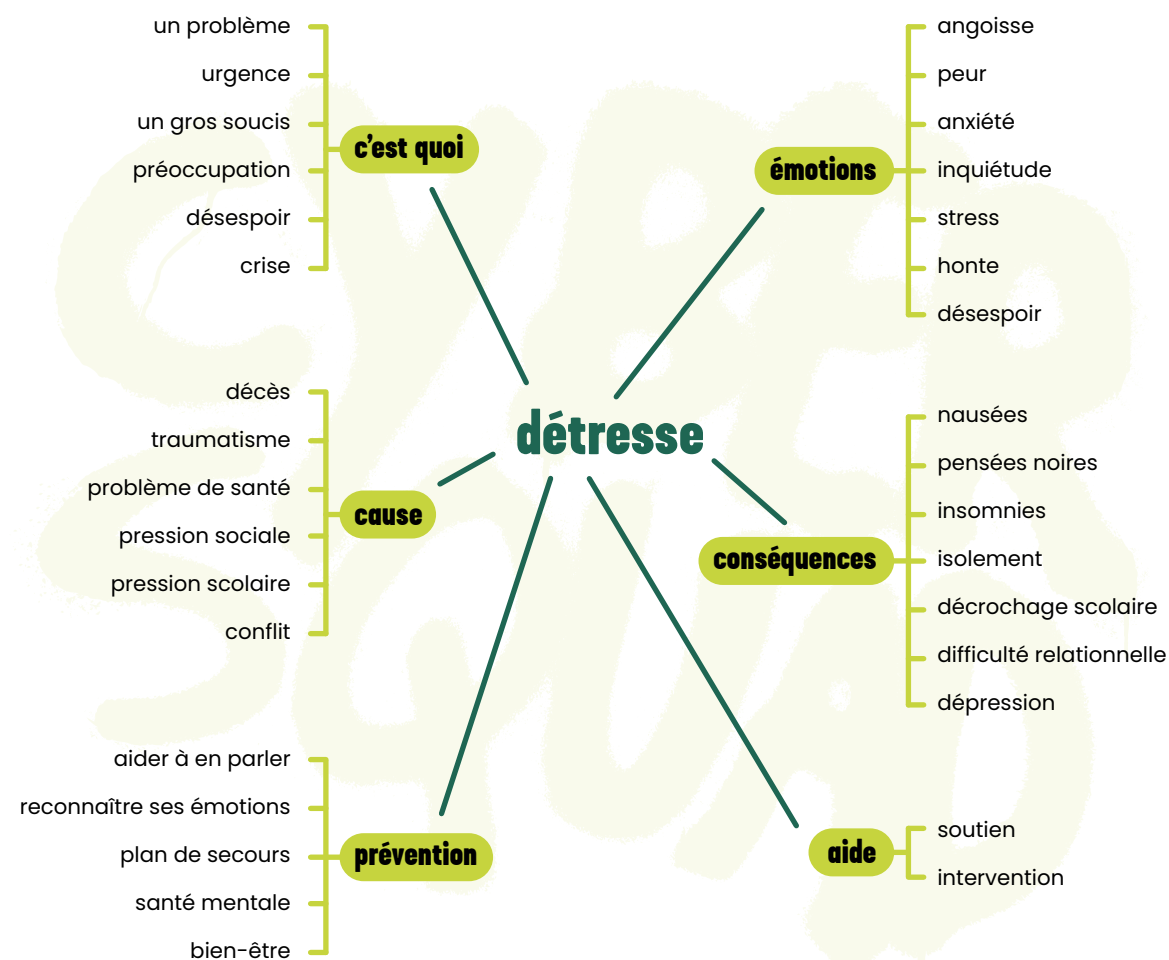 un problème
urgence
un gros soucis
préoccupation
désespoir
crise
c'est quoi
émotions
angoisse
peur
anxiété
inquiétude
stress
honte
désespoir
détresse
décès
traumatisme
problème de santé
pression sociale
pression scolaire
conflit
cause
conséquences
nausées
pensées noires
insomnies
isolement
décrochage scolaire
difficulté relationnelle
dépression
aider à en parler
reconnaître ses émotions
plan de secours
santé mentale
bien-être
prévention
aide
soutien
intervention
CYBER
SQUAD